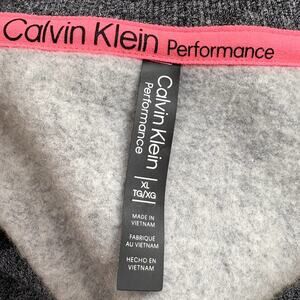 Calvin Klein Performance
Calvin Klein
Performance
XL
TG/XG
MADE IN
VIETNAM
FABRIQUÉ
AU VIETNAM
HECHO EN
VIETNAM